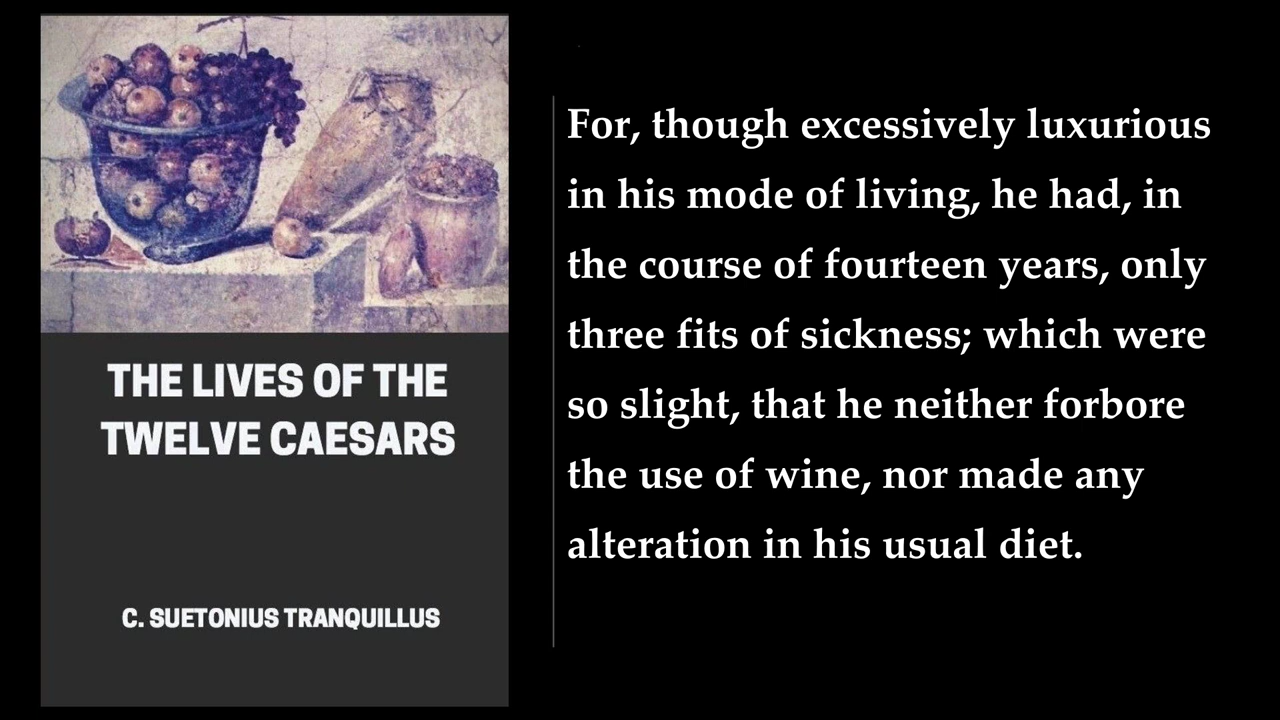 THE LIVES OF THE
TWELVE CAESARS
C. SUETONIUS TRANQUILLUS
For, though excessively luxurious
in his mode of living, he had, in
the course of fourteen years, only
three fits of sickness; which were
so slight, that he neither forbore
the use of wine, nor made any
alteration in his usual diet.